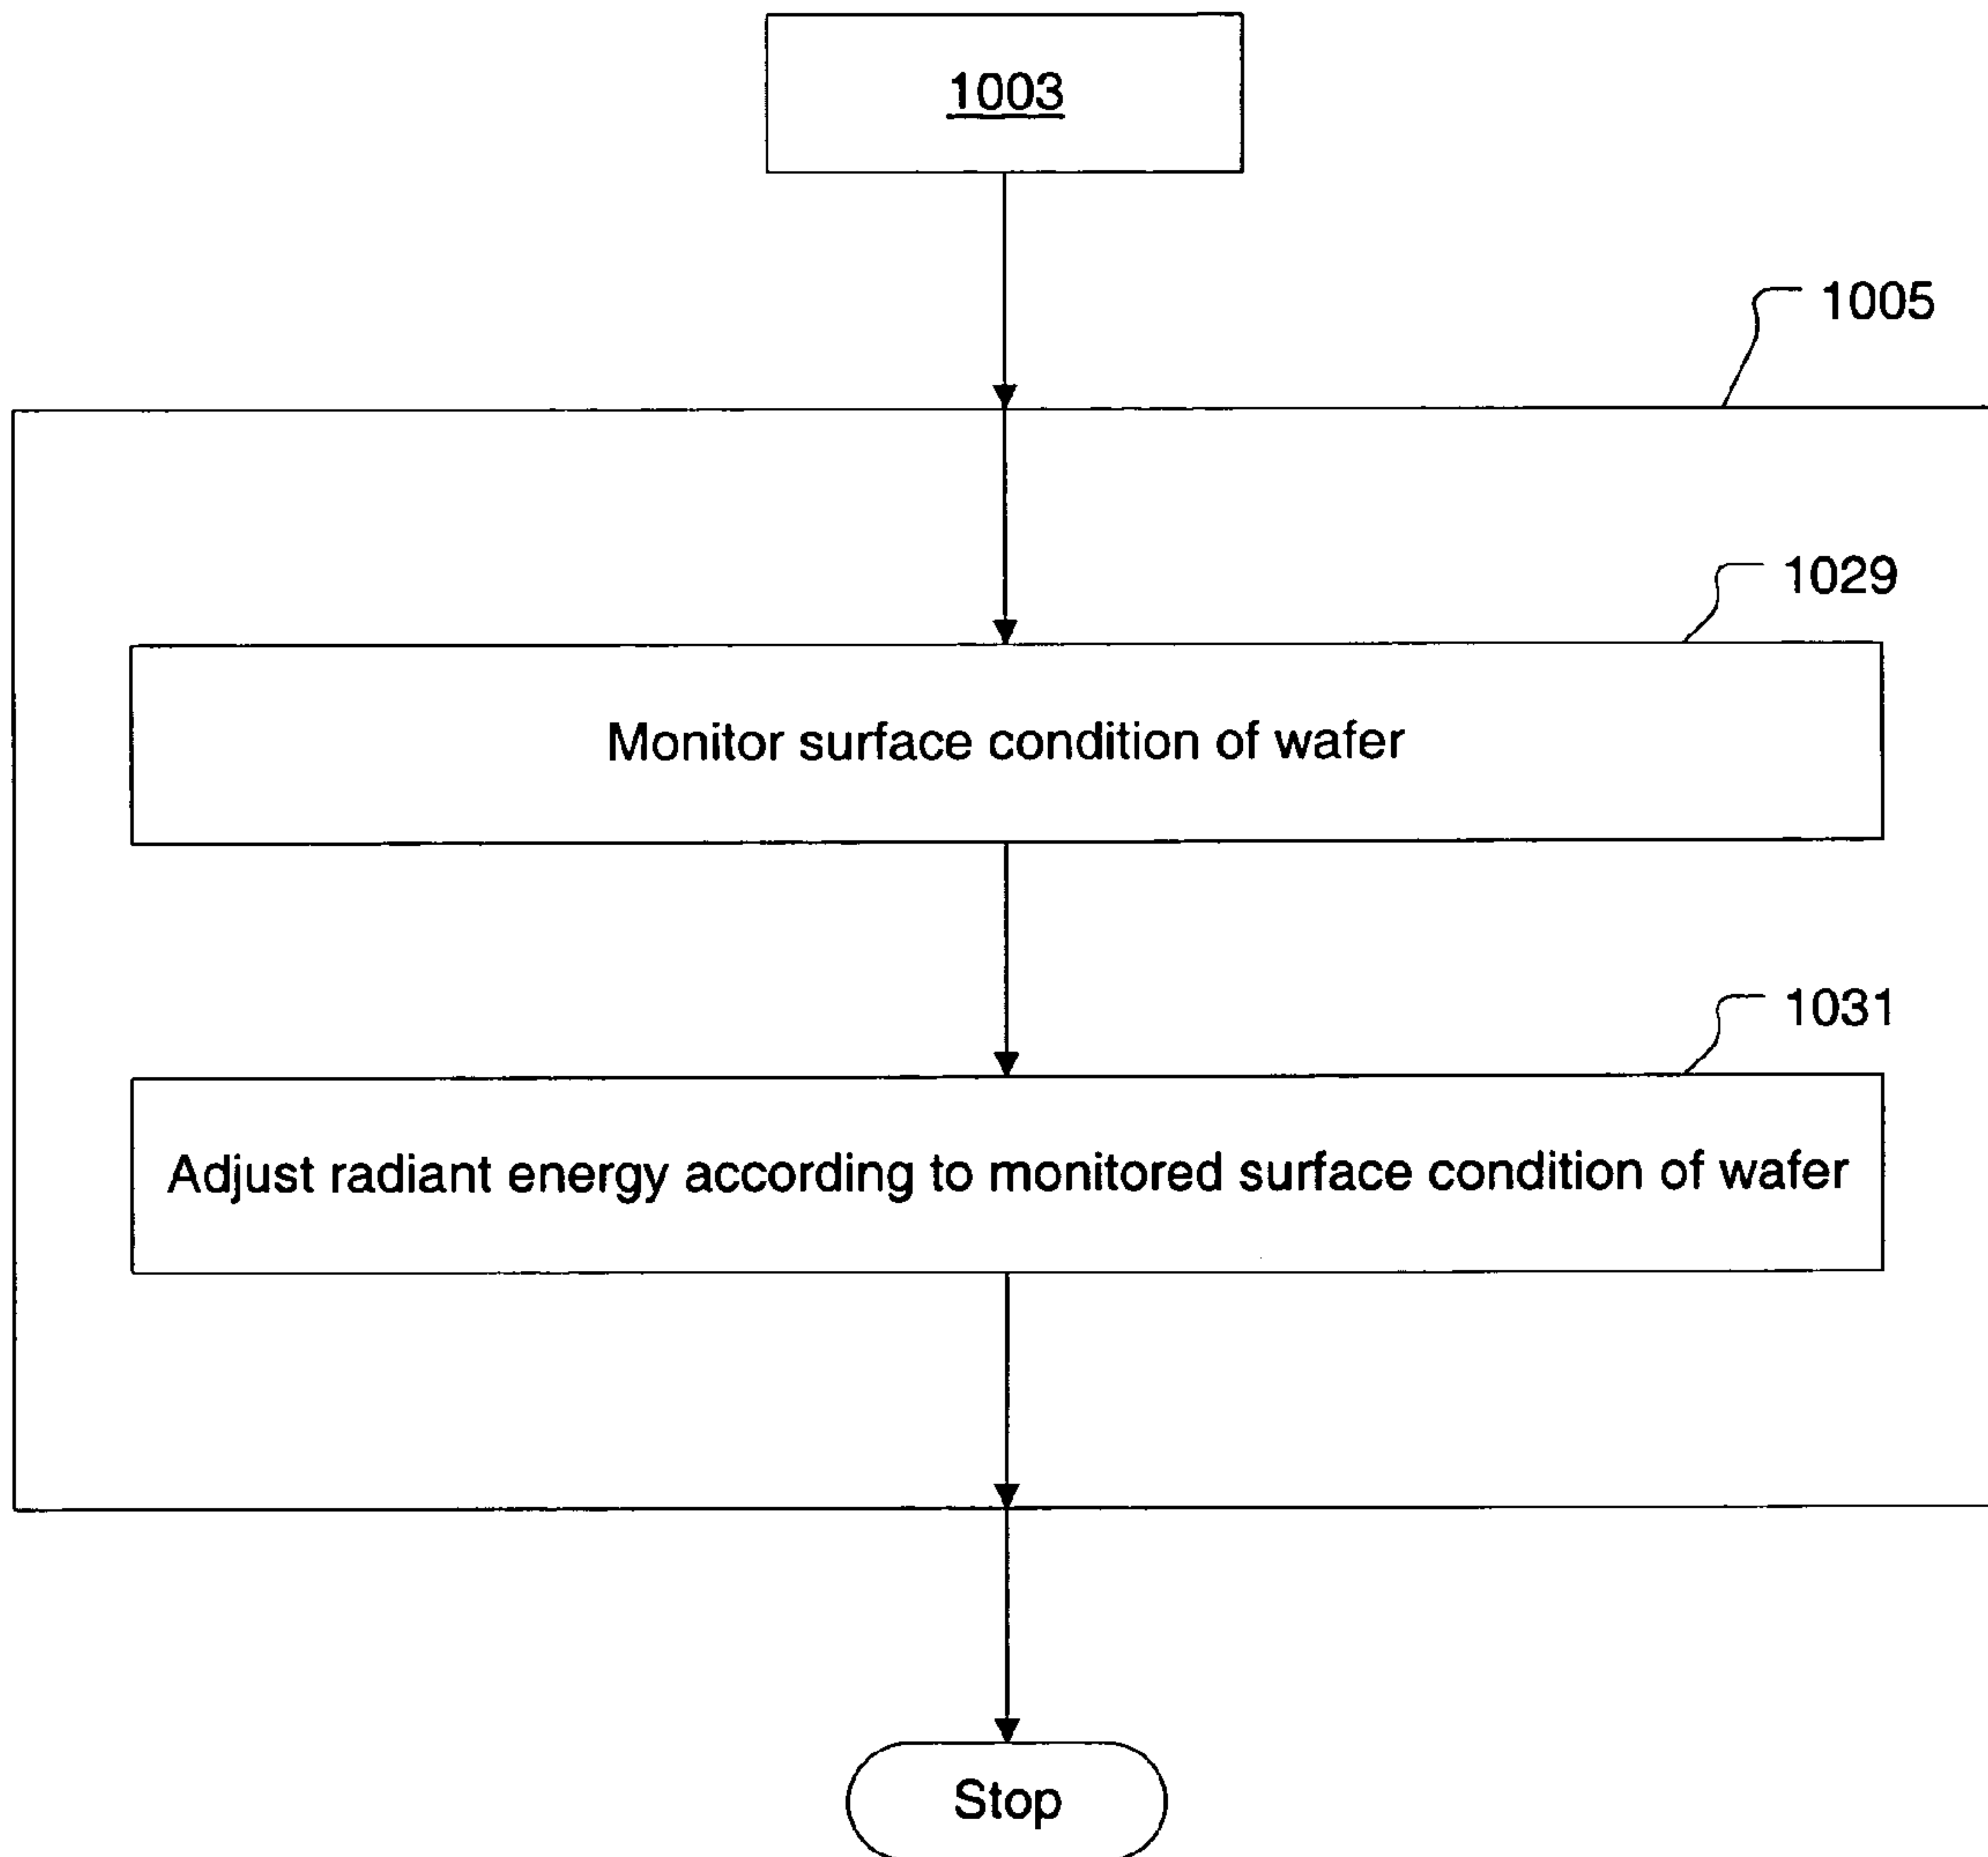 1003
1005
1029
Monitor surface condition of wafer
1031
Adjust radiant energy according to monitored surface condition of wafer
Stop